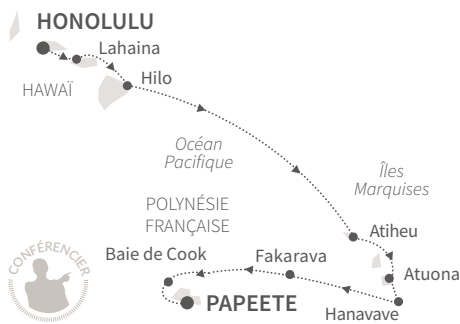 HONOLULU
Lahaina
Hilo
HAWAÏ
Océan
Pacifique
Îles
Marquises
POLYNÉSIE
FRANÇAISE
Atiheu
Baie de Cook
Fakarava
Atuona
CONFÉRENCIER
PAPEETE
Hanavave